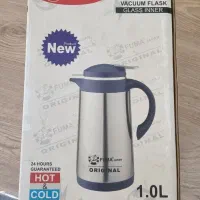 VACUUM FLASK
GLASS INNER
New
ORIGINAL
24 HOURS
GUARANTEED
HOT
&
COLD
1.0L